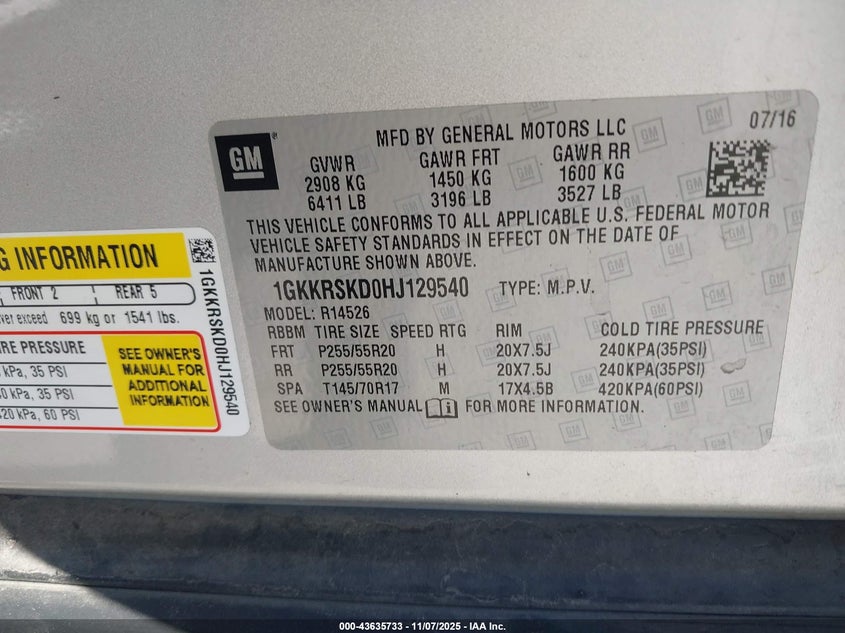 GM
MFD BY GENERAL MOTORS LLC 07/16
GVWR GAWR FRT GAWR RR
2908 KG 1450 KG 1600 KG
6411 LB 3196 LB 3527 LB
THIS VEHICLE CONFORMS TO ALL APPLICABLE U.S. FEDERAL MOTOR
VEHICLE SAFETY STANDARDS IN EFFECT ON THE DATE OF
MANUFACTURE SHOWN ABOVE.
1GKKRSKD0HJ129540 TYPE: M.P.V.
MODEL: R14526
RBBM TIRE SIZE SPEED RTG RIM COLD TIRE PRESSURE
FRT P255/55R20 H 20X7.5J 240KPA(35PSI)
RR P255/55R20 H 20X7.5J 240KPA(35PSI)
SPA T145/70R17 M 17X4.5B 420KPA(60PSI)
SEE OWNER'S MANUAL FOR MORE INFORMATION.
G INFORMATION
FRONT 2 REAR 5
exceed 699 kg or 1541 lbs.
PRESSURE
kPa, 35 PSI
kPa, 35 PSI
kPa, 60 PSI
SEE OWNER'S
MANUAL FOR
ADDITIONAL
INFORMATION
1GKKRSKD0HJ129540
000-43635733 - 11/07/2025 - IAA Inc.